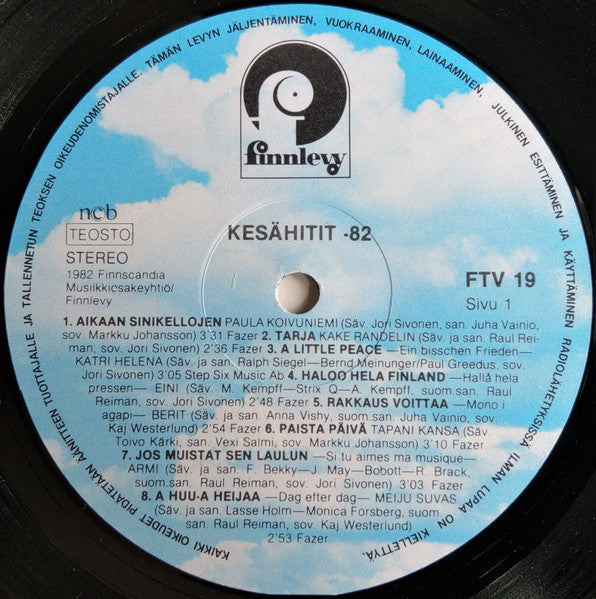 KAIKKI OIKEUDET PIDÄTETÄÄN ÄÄNITTEEN TUOTTAJALLE JA TALLENNETUN TEOKSEN OIKEUDENOMISTAJALLE. TÄMÄN LEVYN JÄLJENTÄMINEN, VUOKRAAMINEN, LAINAAMINEN, JULKINEN ESITTÄMINEN JA KÄYTTÄMINEN RADIOLÄHETYKSISSÄ ILMAN LUPAA ON KIELLETTYÄ.
finnlevy
KESÄHITIT -82
ncb
TEOSTO
STEREO
1982 Finnscandia
Musiikkicsakeyhtiö/
Finnlevy
FTV 19
Sivu 1
1. AIKAAN SINIKELLOJEN PAULA KOIVUNIEMI (Säv. Jori Sivonen, san. Juha Vainio,
sov. Markku Johansson) 3'31 Fazer 2. TARJA KAKE RANDELIN (Säv. ja san. Raul Rei-
man, sov. Jori Sivonen) 2'36 Fazer 3. A LITTLE PEACE —Ein bisschen Frieden—
KATRI HELENA (Säv. ja san. Ralph Siegel—Bernd Meinunger/Paul Greedus, sov.
Jori Sivonen) 3'05 Step Six Music Ab 4. HALOO HELA FINLAND —Hallå hela
pressen— EINI (Säv. M. Kempff—Strix Q—A. Kempff, suom.san. Raul
Reiman, sov. Jori Sivonen) 2'48 Fazer 5. RAKKAUS VOITTAA —Mono i
agapi— BERIT (Säv. ja san. Anna Vishy, suom.san. Juha Vainio, sov.
Kaj Westerlund) 2'54 Fazer 6. PAISTA PÄIVÄ TAPANI KANSA (Säv.
Toivo Kärki, san. Vexi Salmi, sov. Markku Johansson) 3'10 Fazer
7. JOS MUISTAT SEN LAULUN —Si tu aimes ma musique—
ARMI (Säv. ja san. F. Bekky—J May—Bobott—R. Brack,
suom.san. Raul Reiman, sov. Jori Sivonen) 3'03 Fazer
8. A HUU-A HEIJAA —Dag efter dag— MEIJU SUVAS
(Säv. ja san. Lasse Holm—Monica Forsberg, suom
san. Raul Reiman, sov. Kaj Westerlund)
2'53 Fazer